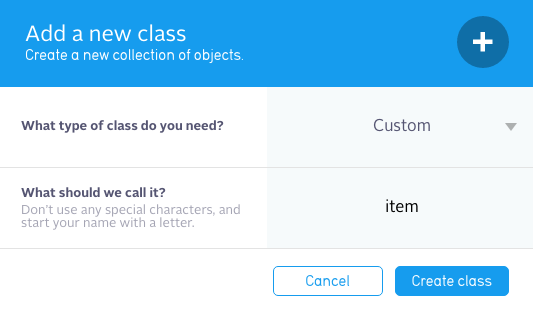 Add a new class
Create a new collection of objects.
What type of class do you need?
Custom
What should we call it?
Don't use any special characters, and
start your name with a letter.
item
Cancel
Create class